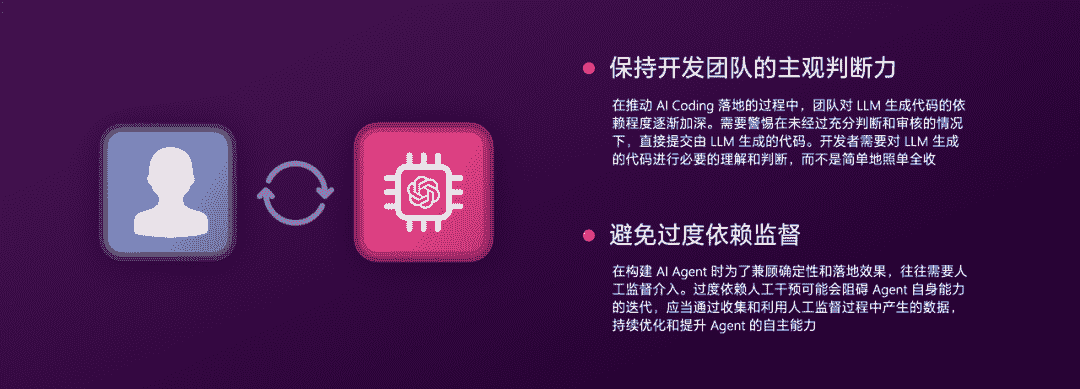 保持开发团队的主观判断力
在推动 AI Coding 落地的过程中，团队对 LLM 生成代码的依
赖程度逐渐加深。需要警惕在未经过充分判断和审核的情况
下，直接提交由 LLM 生成的代码。开发者需要对 LLM 生成
的代码进行必要的理解和判断，而不是简单地照单全收
避免过度依赖监督
在构建 AI Agent 时为了兼顾确定性和落地效果，往往需要人
工监督介入。过度依赖人工干预可能会阻碍 Agent 自身能力
的迭代，应当通过收集和利用人工监督过程中产生的数据，
持续优化和提升 Agent 的自主能力